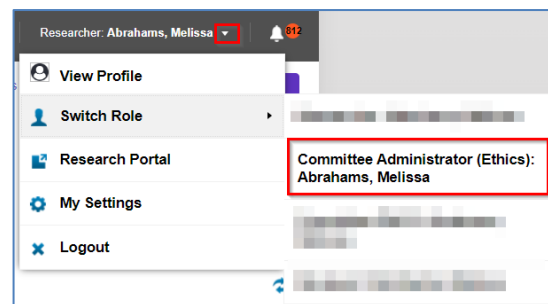 Researcher: Abrahams, Melissa
812
View Profile
Switch Role
Committee Administrator (Ethics):
Abrahams, Melissa
Research Portal
My Settings
Logout